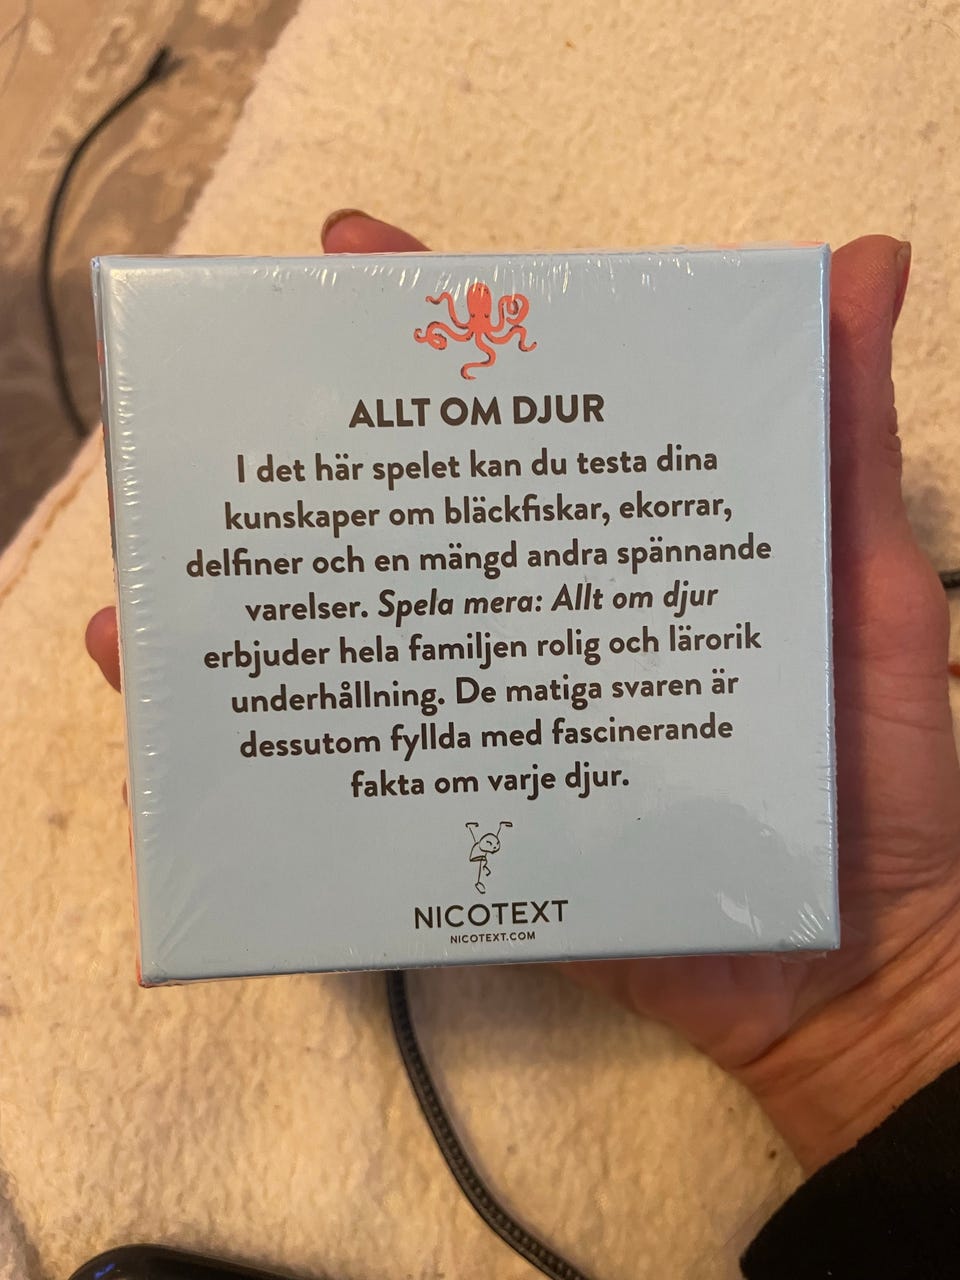 ALLT OM DJUR
I det här spelet kan du testa dina
kunskaper om bläckfiskar, ekorrar,
delfiner och en mängd andra spännande
varelser. Spela mera: Allt om djur
erbjuder hela familjen rolig och lärorik
underhållning. De matiga svaren är
dessutom fyllda med fascinerande
fakta om varje djur.
NICOTEXT
NICOTEXT.COM